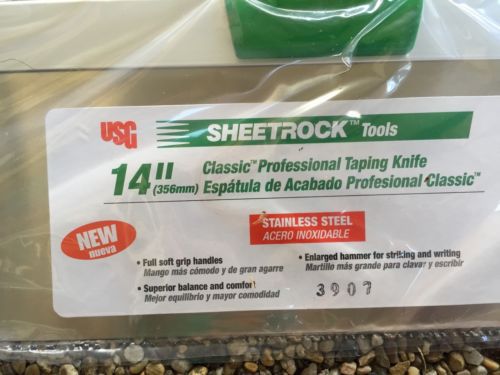 USG SHEETROCK™ Tools
14" Classic™ Professional Taping Knife
(356mm) Espátula de Acabado Profesional Classic™
STAINLESS STEEL
ACERO INOXIDABLE
NEW
nueva
• Full soft grip handles
Mango más cómodo y de gran agarre
• Superior balance and comfort
Mejor equilibrio y mayor comodidad
• Enlarged hammer for striking and writing
Martillo más grande para clavar y escribir
3907